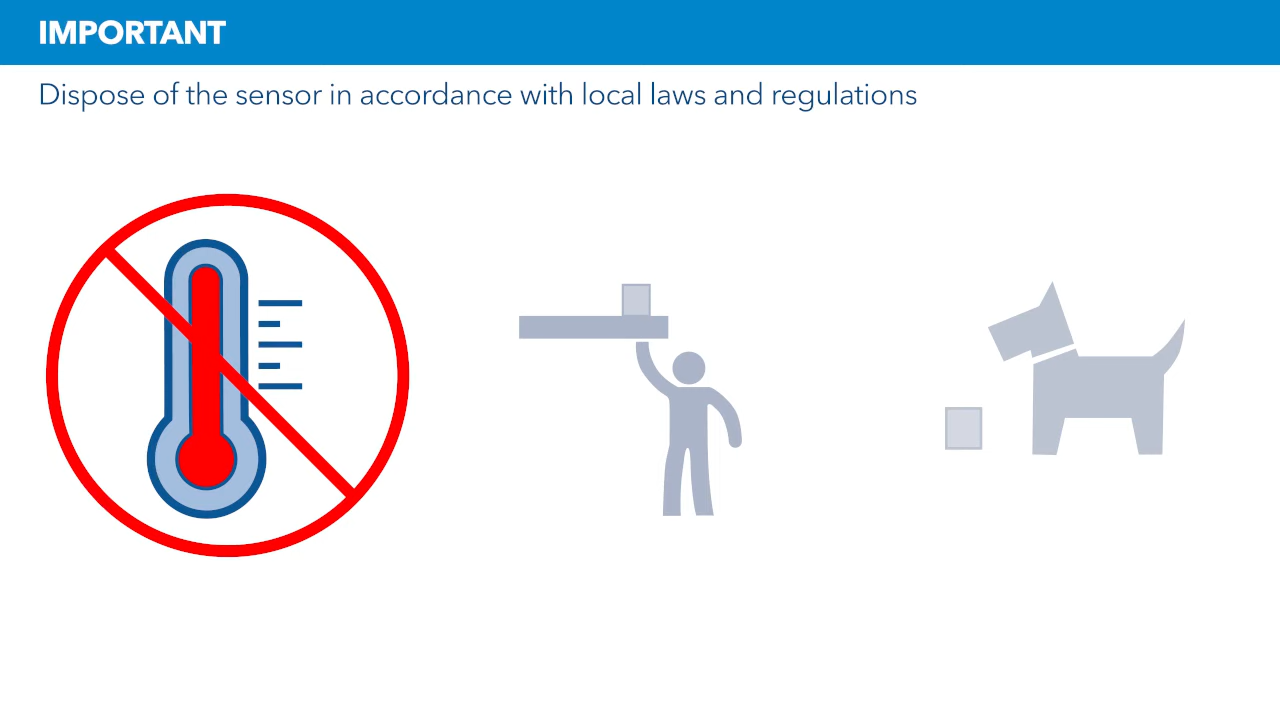 IMPORTANT
Dispose of the sensor in accordance with local laws and regulations